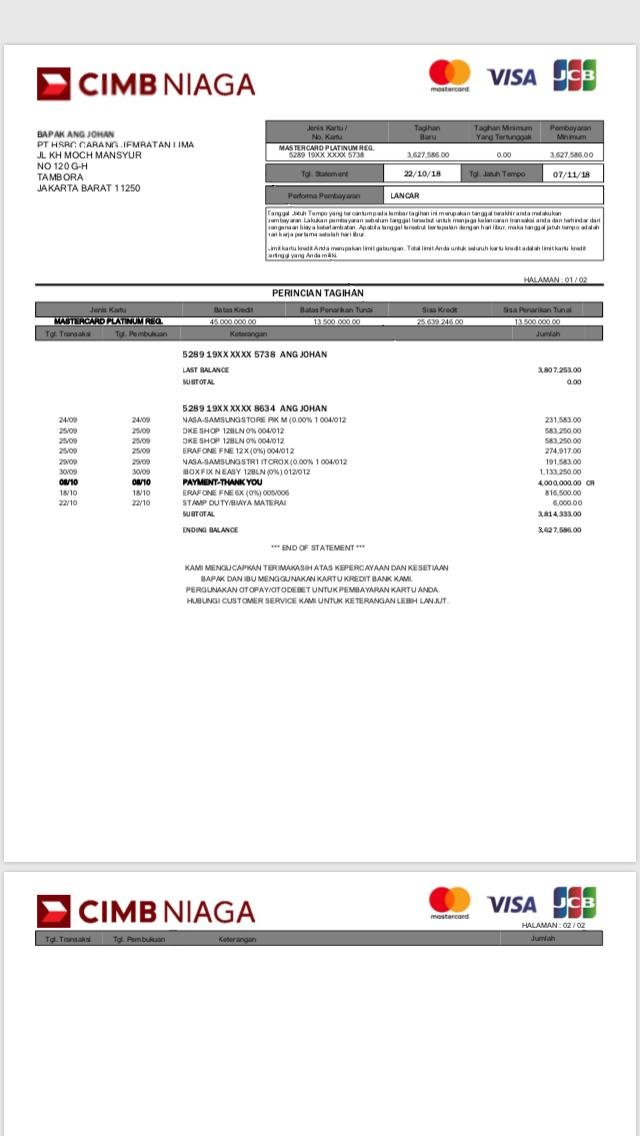 CIMB NIAGA
mastercard. VISA JCB
BAPAK ANG JOHAN
PT HSBC CABANG JEMBATAN LIMA
JL KH MOCH MANSYUR
NO 120 G-H
TAMBORA
JAKARTA BARAT 11250
Jenis Kartu / No. Kartu Tagihan Baru Tagihan Minimum Yang Tertunggak Pembayaran Minimum
MASTERCARD PLATINUM REG.
5289 19XX XXXX 5738 3,627,586.00 0.00 3,627,586.00
Tgl. Statement 22/10/18 Tgl. Jatuh Tempo 07/11/18
Performa Pembayaran LANCAR
Tanggal Jatuh Tempo yang tercantum pada lembar tagihan ini merupakan tanggal terakhir anda melakukan
pembayaran Lakukan pembayaran sebelum tanggal tersebut untuk menjaga kelancaran transaksi anda dan terhindar dari
pengenaan biaya keterlambatan. Apabila tanggal tersebut bertepatan dengan hari libur, maka tanggal jatuh tempo adalah
hari kerja pertama setelah hari libur.
Limit kartu kredit Anda merupakan limit gabungan. Total limit Anda untuk seluruh kartu kredit adalah limit kartu kredit
tertinggi yang Anda miliki.
HALAMAN : 01 / 02
PERINCIAN TAGIHAN
Jenis Kartu Batas Kredit Batas Penarikan Tunai Sisa Kredit Sisa Penarikan Tunai
MASTERCARD PLATINUM REG. 45.000.000.00 13.500.000.00 25.639.246.00 13.500.000.00
Tgl. Transaksi Tgl. Pembukuan Keterangan Jumlah
5289 19XX XXXX 5738 ANG JOHAN
LAST BALANCE 3,807,253.00
SUBTOTAL 0.00
5289 19XX XXXX 8634 ANG JOHAN
24/09 24/09 NASA-SAMSUNGSTORE PIK M (0.00% 1 004/012 231,583.00
25/09 25/09 OKE SHOP 12BLN 0% 004/012 583,250.00
25/09 25/09 OKE SHOP 12BLN 0% 004/012 583,250.00
25/09 25/09 ERAFONE FNE 12X (0%) 004/012 274,917.00
29/09 29/09 NASA-SAMSUNGSTR1 ITCROX (0.00% 1 004/012 191,583.00
30/09 30/09 IBOX FIX N EASY 12BLN (0%) 012/012 1,133,250.00
08/10 08/10 PAYMENT-THANK YOU 4,000,000.00 CR
18/10 18/10 ERAFONE FNE 6X (0%) 005/006 816,500.00
22/10 22/10 STAMP DUTY/BIAYA MATERAI 6,000.00
SUBTOTAL 3,814,333.00
ENDING BALANCE 3,627,586.00
*** END OF STATEMENT ***
KAMI MENGUCAPKAN TERIMAKASIH ATAS KEPERCAYAAN DAN KESETIAAN
BAPAK DAN IBU MENGGUNAKAN KARTU KREDIT BANK KAMI.
PERGUNAKAN OTOPAY/OTODEBET UNTUK PEMBAYARAN KARTU ANDA.
HUBUNGI CUSTOMER SERVICE KAMI UNTUK KETERANGAN LEBIH LANJUT.
CIMB NIAGA
mastercard. VISA JCB
HALAMAN : 02 / 02
Tgl. Transaksi Tgl. Pembukuan Keterangan Jumlah